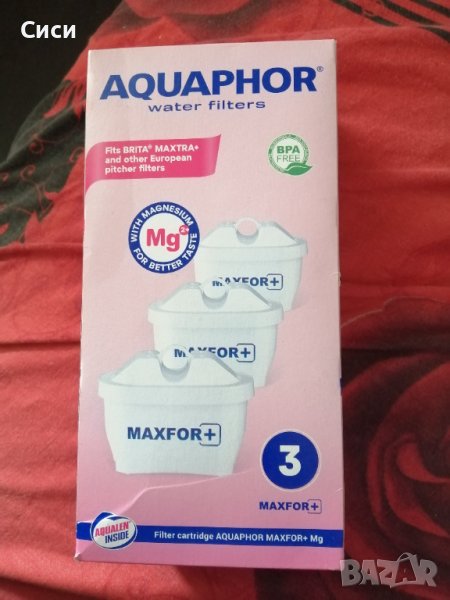 Сиси
AQUAPHOR®
water filters
Fits BRITA® MAXTRA+
and other European
pitcher filters
BPA
FREE
WITH MAGNESIUM
Mg2+
FOR BETTER TASTE
MAXFOR+
MAXFOR+
MAXFOR+
3
MAXFOR+
AQUALEN
INSIDE
Filter cartridge AQUAPHOR MAXFOR+ Mg
BAZAR